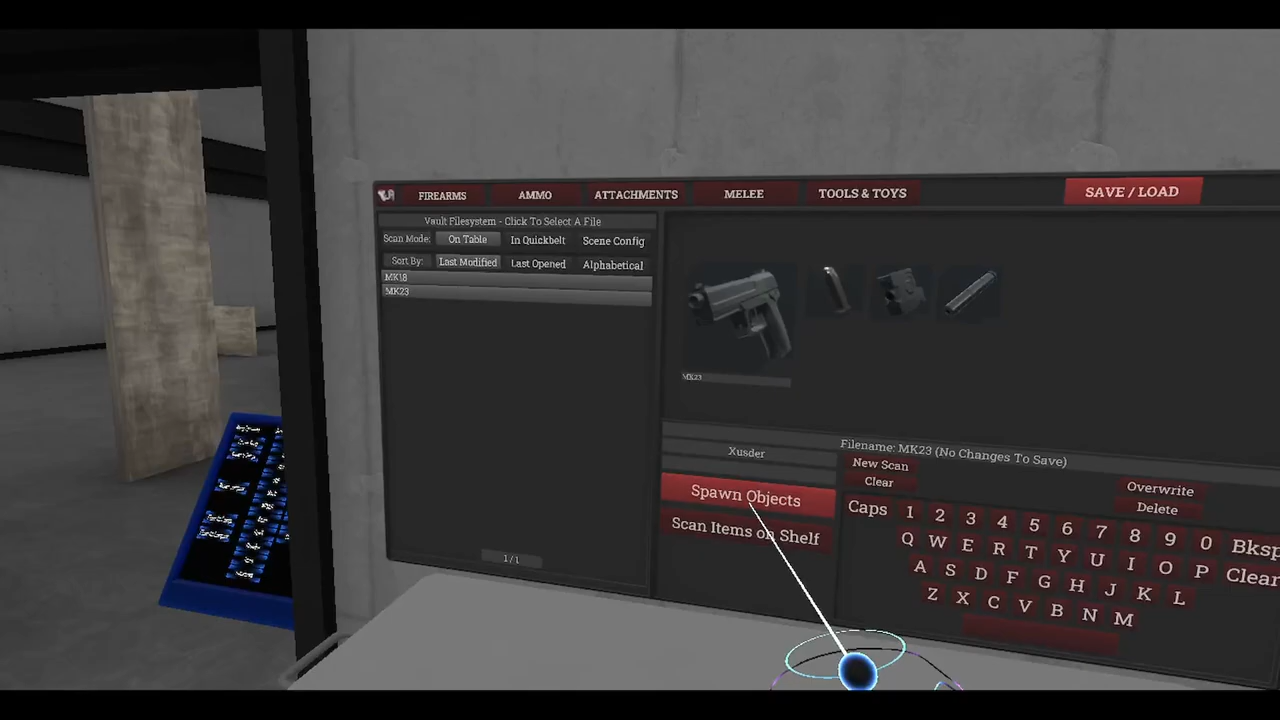 FIREARMS AMMO ATTACHMENTS MELEE TOOLS & TOYS SAVE / LOAD
Vault Filesystem - Click To Select A File
Scan Mode: On Table In Quickbelt Scene Config
Sort By: Last Modified Last Opened Alphabetical
MK18
MK23
1/1
MK23
Xusder
Spawn Objects
Scan Items on Shelf
Filename: MK23 (No Changes To Save)
New Scan
Clear
Overwrite
Delete
Caps 1 2 3 4 5 6 7 8 9 0 Bksp
Q W E R T Y U I O P Clear
A S D F G H J K L
Z X C V B N M